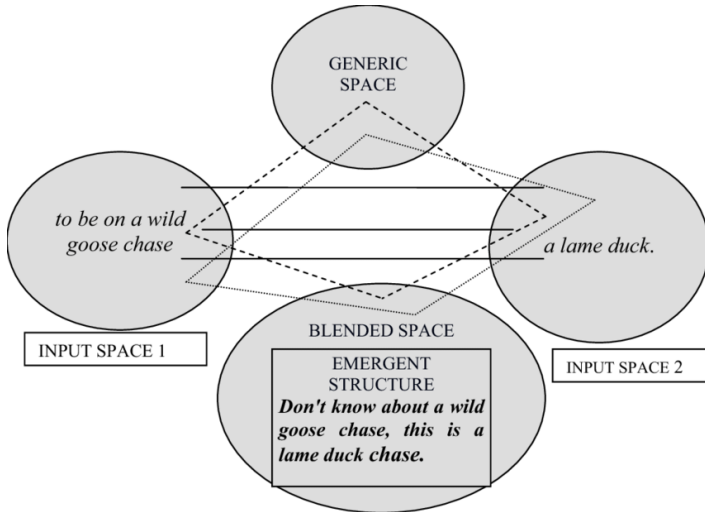 GENERIC
SPACE
to be on a wild
goose chase
a lame duck.
INPUT SPACE 1
BLENDED SPACE
INPUT SPACE 2
EMERGENT
STRUCTURE
Don't know about a wild
goose chase, this is a
lame duck chase.